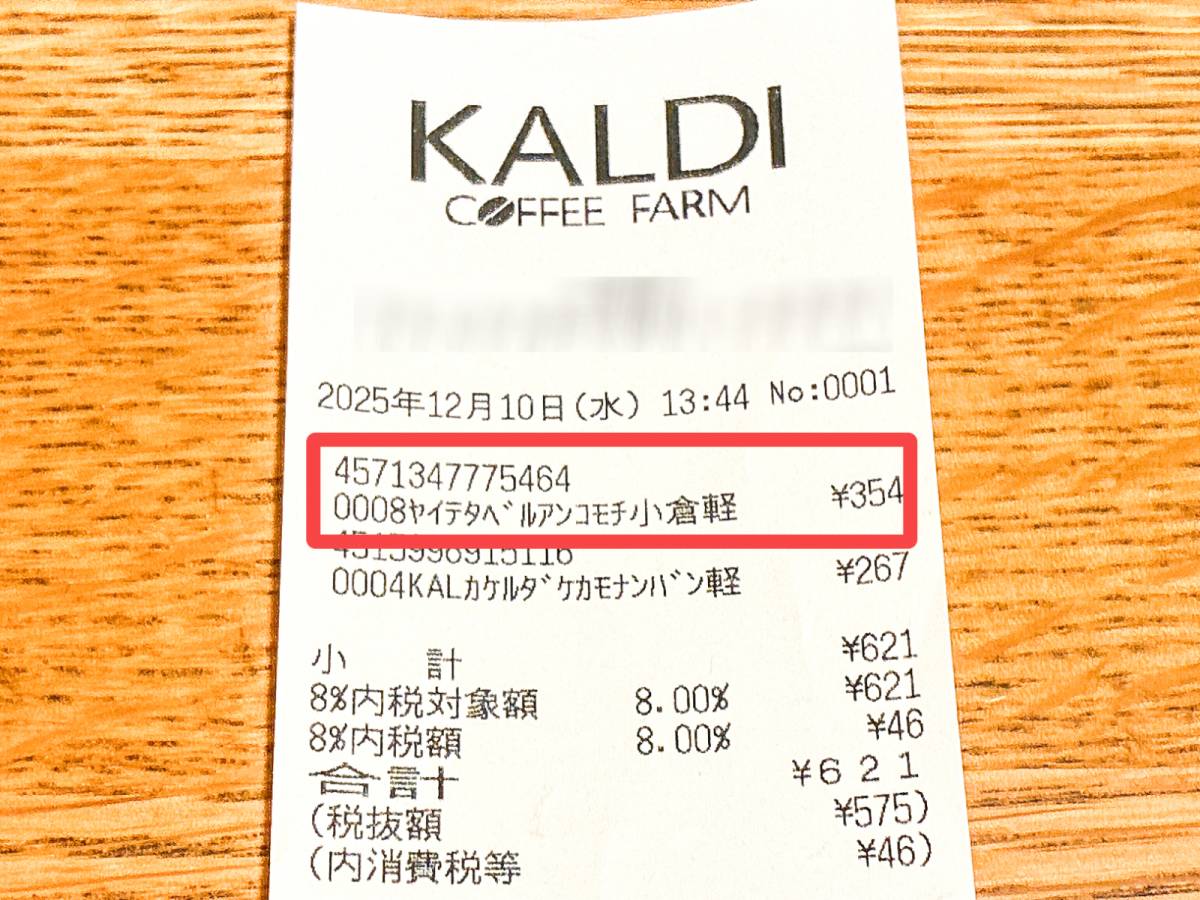 KALDI
COFFEE FARM
2025年12月10日(水) 13:44 No:0001
4571347775464
0008ﾔｲﾃﾀﾍﾞﾙｱﾝｺﾓﾁ小倉軽 ¥354
4515996915116
0004KALｶｹﾙﾀﾞｹｶﾓﾅﾝﾊﾞﾝ軽 ¥267
小 計 ¥621
8%内税対象額 8.00% ¥621
8%内税額 8.00% ¥46
合計 ¥621
(税抜額 ¥575)
(内消費税等 ¥46)